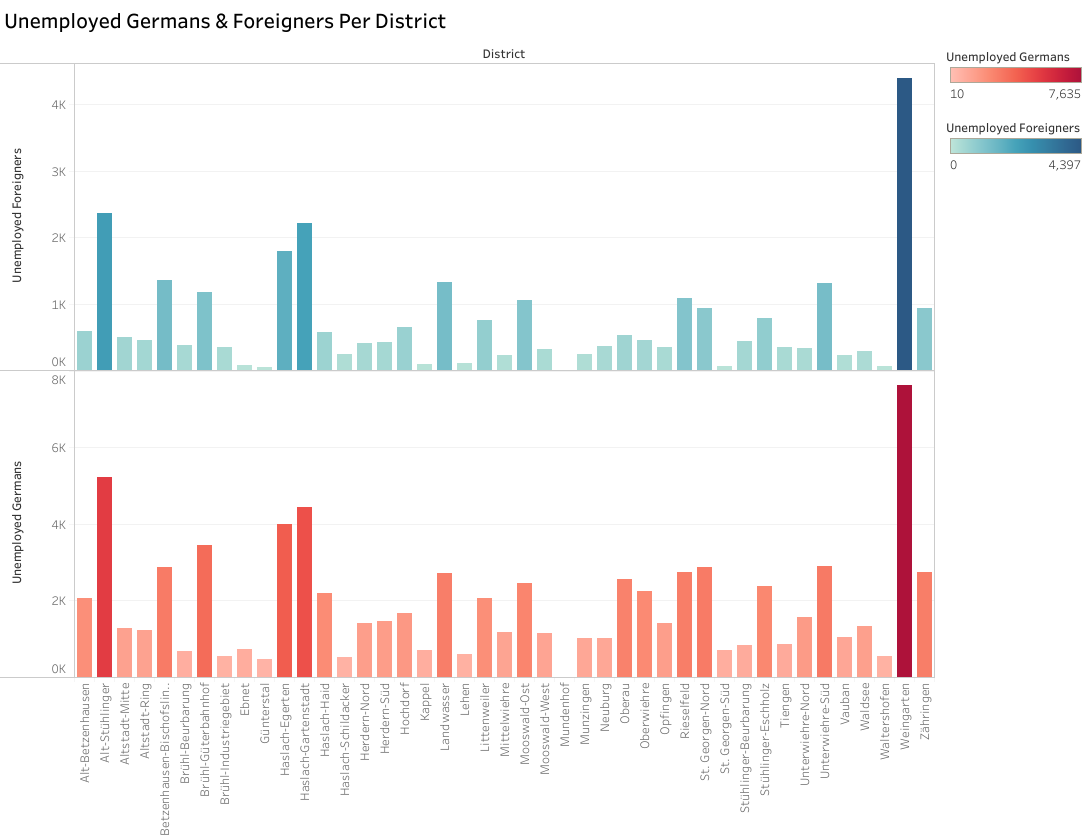 Unemployed Germans & Foreigners Per District
District
Unemployed Foreigners
4K
3K
2K
1K
0K
Unemployed Germans
8K
6K
4K
2K
0K
Alt-Betzenhausen
Alt-Stühlinger
Altstadt-Mitte
Altstadt-Ring
Betzenhausen-Bischofslin..
Brühl-Beurbarung
Brühl-Güterbahnhof
Brühl-Industriegebiet
Ebnet
Günterstal
Haslach-Egerten
Haslach-Gartenstadt
Haslach-Haid
Haslach-Schildacker
Herdern-Nord
Herdern-Süd
Hochdorf
Kappel
Landwasser
Lehen
Littenweiler
Mittelwiehre
Mooswald-Ost
Mooswald-West
Mundenhof
Munzingen
Neuburg
Oberau
Oberwiehre
Opfingen
Rieselfeld
St. Georgen-Nord
St. Georgen-Süd
Stühlinger-Beurbarung
Stühlinger-Eschholz
Tiengen
Unterwiehre-Nord
Unterwiehre-Süd
Vauban
Waldsee
Waltershofen
Weingarten
Zähringen
Unemployed Germans
10 7,635
Unemployed Foreigners
0 4,397